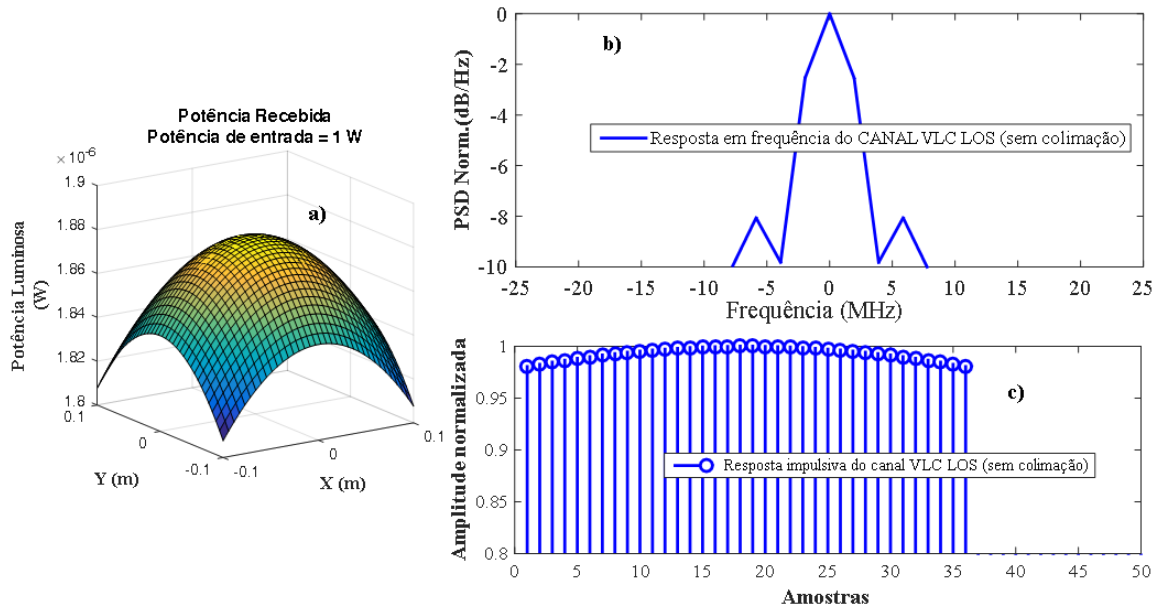 Potência Recebida
Potência de entrada = 1 W
× 10⁻⁶
1.9
1.88
1.86
1.84
1.82
1.8
Potência Luminosa
(W)
a)
0.1
0
-0.1
Y (m)
-0.1
0
0.1
X (m)
b)
0
-2
-4
-6
-8
-10
PSD Norm.(dB/Hz)
Resposta em frequência do CANAL VLC LOS (sem colimação)
-25 -20 -15 -10 -5 0 5 10 15 20 25
Frequência (MHz)
1
0.95
0.9
0.85
0.8
Amplitude normalizada
c)
Resposta impulsiva do canal VLC LOS (sem colimação)
0 5 10 15 20 25 30 35 40 45 50
Amostras